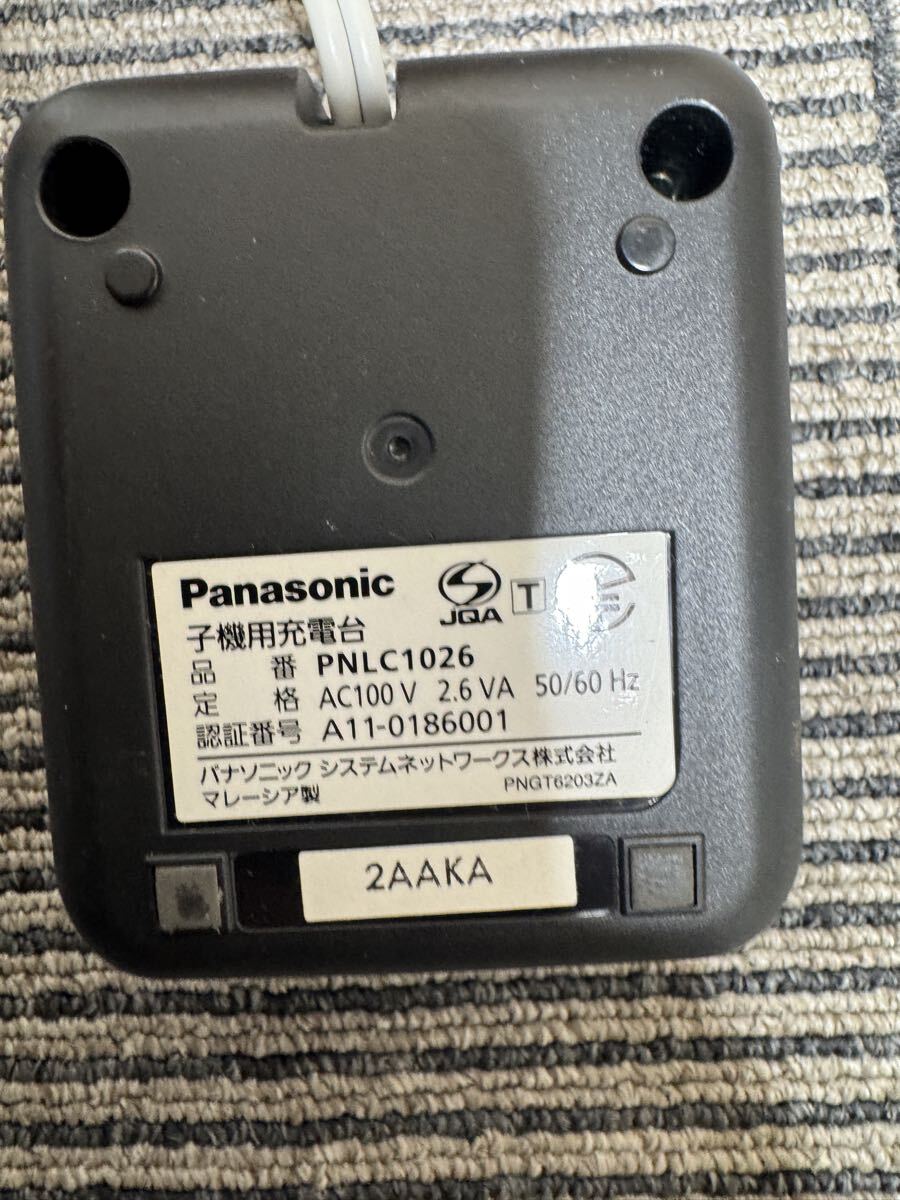 Panasonic
JQA T
子機用充電台
品 番 PNLC1026
定 格 AC100 V 2.6 VA 50/60 Hz
認証番号 A11-0186001
パナソニック システムネットワークス株式会社
マレーシア製 PNGT6203ZA
2AAKA